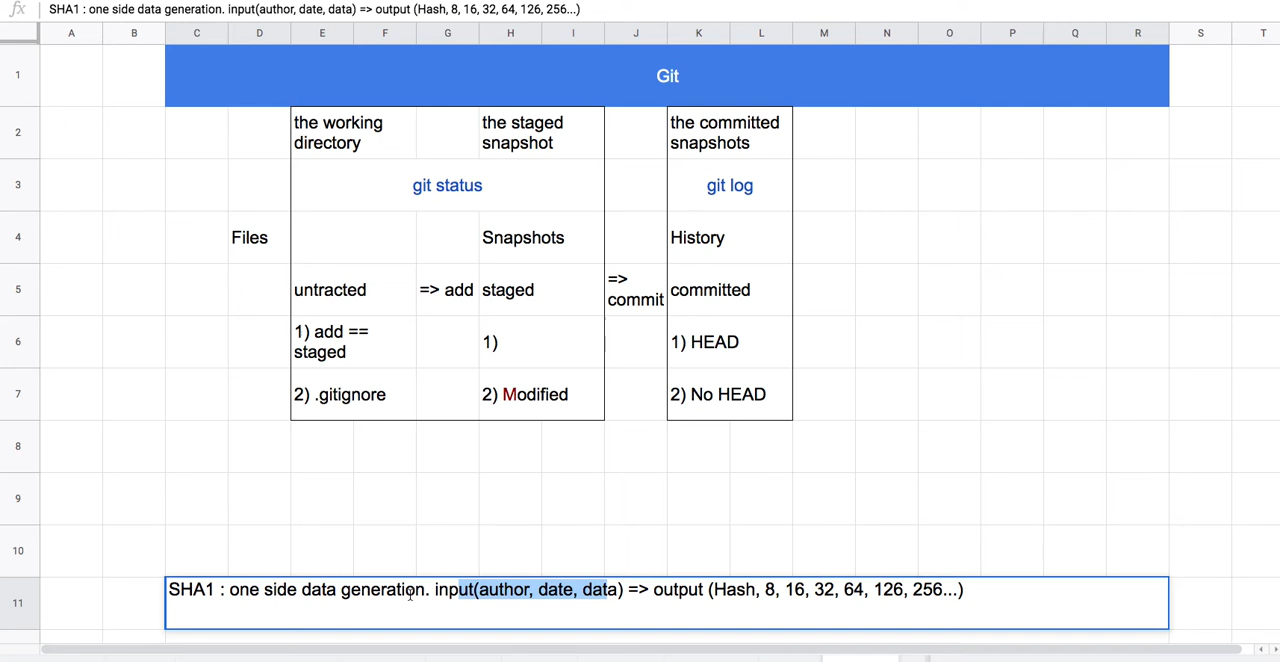 fx SHA1 : one side data generation. input(author, date, data) => output (Hash, 8, 16, 32, 64, 126, 256...)
A B C D E F G H I J K L M N O P Q R S T
1 Git
2 the working directory the staged snapshot the committed snapshots
3 git status git log
4 Files Snapshots History
5 untracted => add staged => commit committed
6 1) add == staged 1) 1) HEAD
7 2) .gitignore 2) Modified 2) No HEAD
8
9
10
11 SHA1 : one side data generation. input(author, date, data) => output (Hash, 8, 16, 32, 64, 126, 256...)